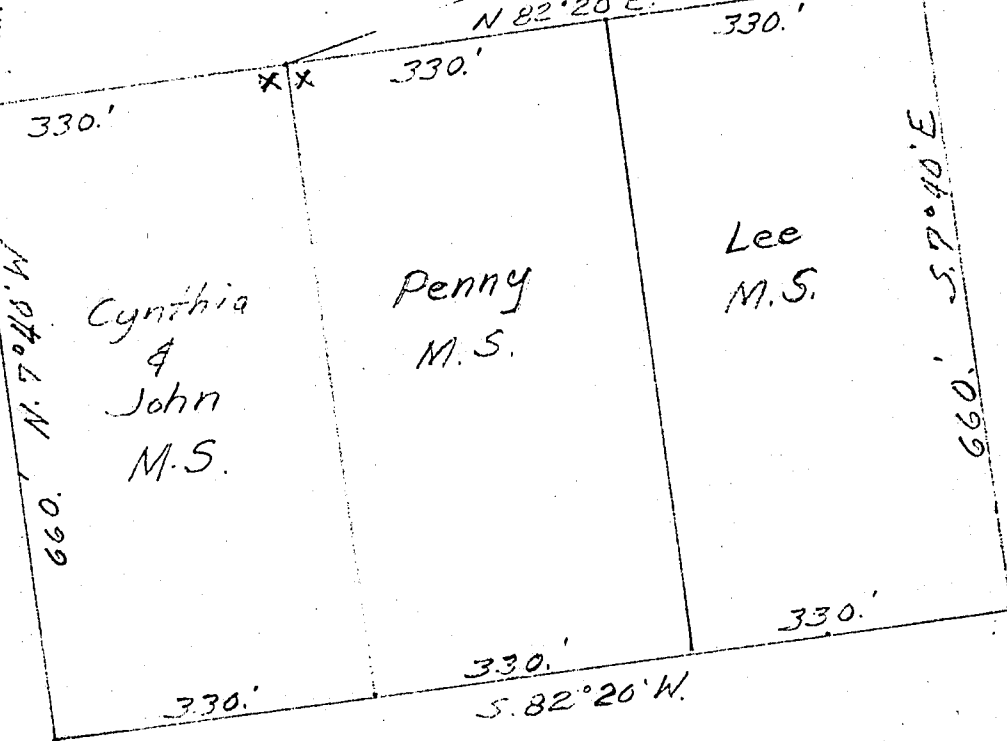 N 82°20' E.
330.'
330.'
330.'
x x
N. 7°40' W.
660.'
Cynthia
&
John
M.S.
Penny
M.S.
Lee
M.S.
S. 7°40' E
660.'
330.'
330.'
330.'
S. 82°20' W.